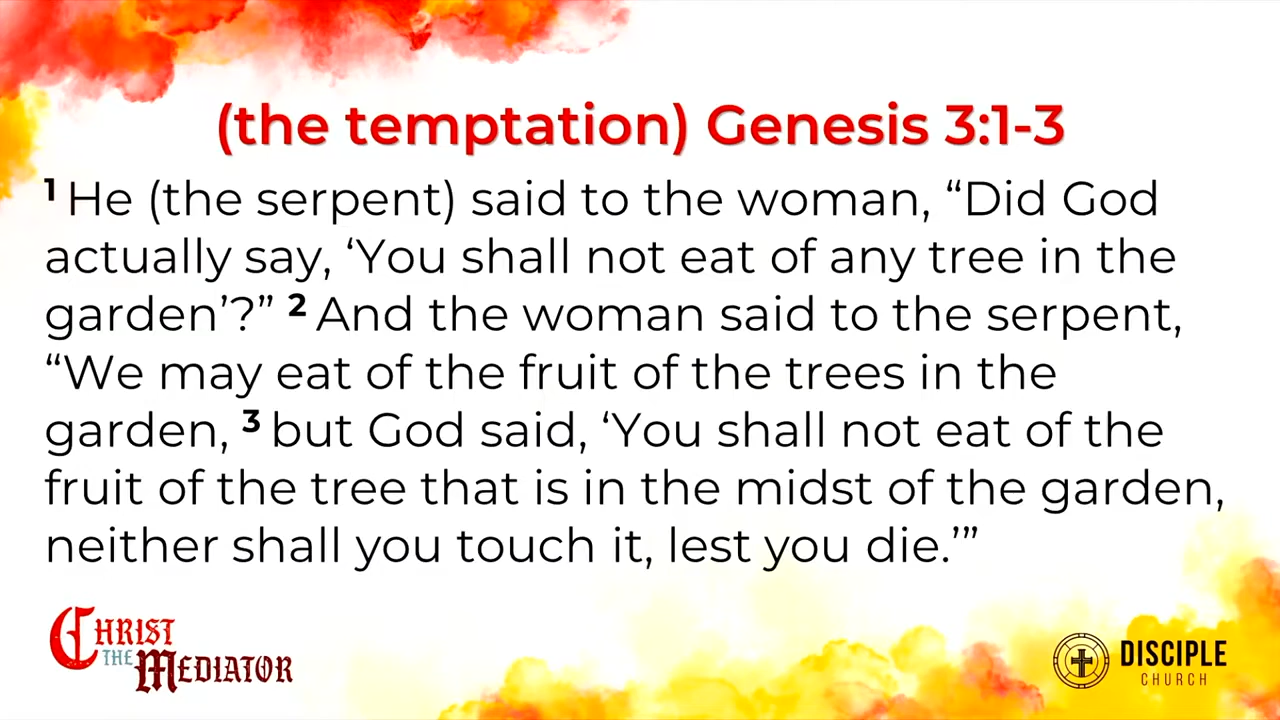 (the temptation) Genesis 3:1-3
1 He (the serpent) said to the woman, “Did God
actually say, ‘You shall not eat of any tree in the
garden’?” 2 And the woman said to the serpent,
“We may eat of the fruit of the trees in the
garden, 3 but God said, ‘You shall not eat of the
fruit of the tree that is in the midst of the garden,
neither shall you touch it, lest you die.’”
CHRIST
THE MEDIATOR
DISCIPLE
CHURCH